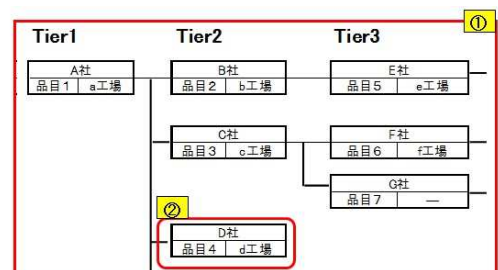 ①
Tier1 Tier2 Tier3
A社 B社 E社
品目1 a工場 品目2 b工場 品目5 e工場
C社 F社
品目3 c工場 品目6 f工場
G社
品目7 —
②
D社
品目4 d工場